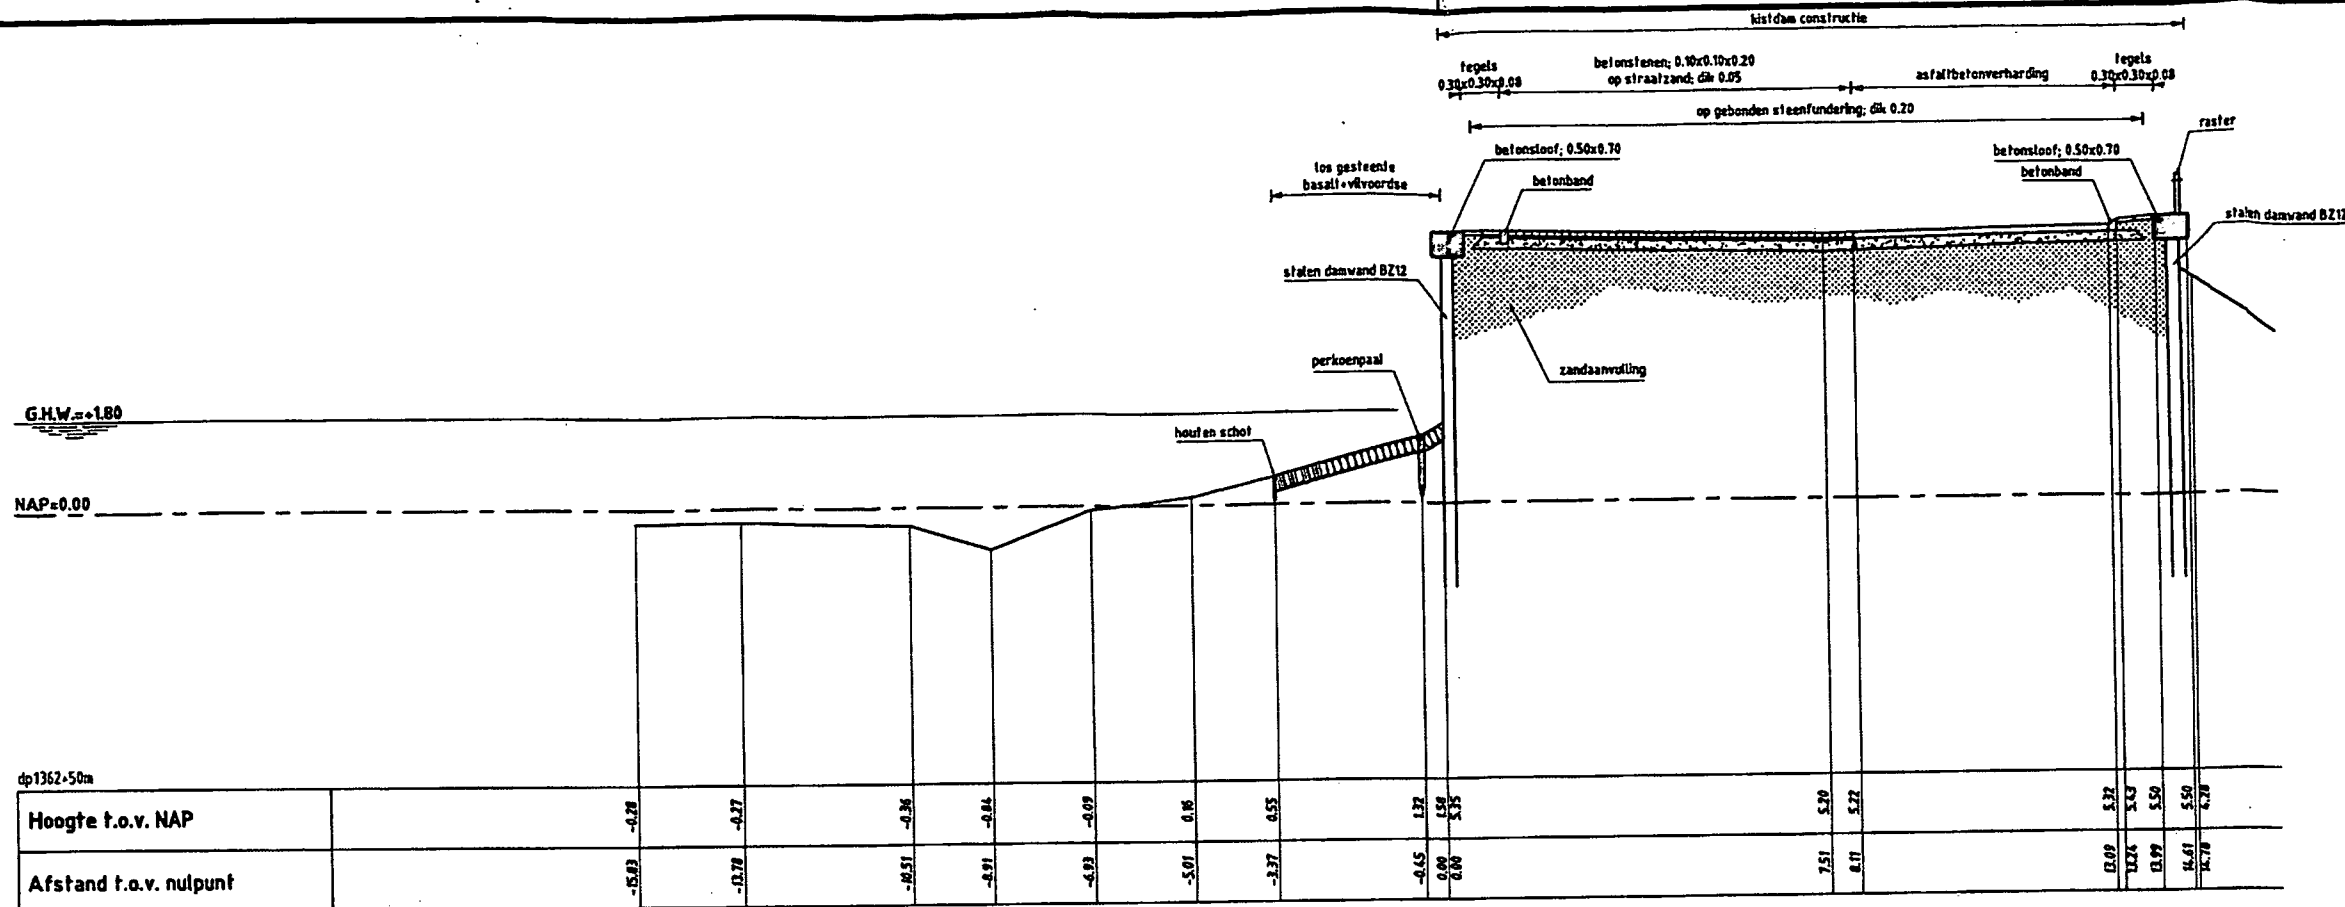 kistdam constructie
tegels
0.30x0.30x0.08
betonstenen; 0.10x0.10x0.20
op straatzand; dik 0.05
asfaltbetonverharding
tegels
0.30x0.30x0.08
op gebonden steenfundering; dik 0.20
raster
los gesteente
basalt+vilvoordse
betonsloof; 0.50x0.70
betonband
betonsloof; 0.50x0.70
betonband
stalen damwand BZ12
stalen damwand BZ12
perkoenpaal
zandaanvulling
G.H.W.=+1.80
houten schot
NAP=0.00
dp1362+50m
Hoogte t.o.v. NAP -0.28 -0.27 -0.36 -0.84 -0.09 0.16 0.55 1.32 1.58 5.35 5.20 5.22 5.32 5.43 5.50 5.50 4.28
Afstand t.o.v. nulpunt -15.83 -13.78 -10.51 -8.91 -6.93 -5.01 -3.37 -0.45 0.00 0.00 7.51 8.11 13.09 13.24 13.99 14.61 14.78